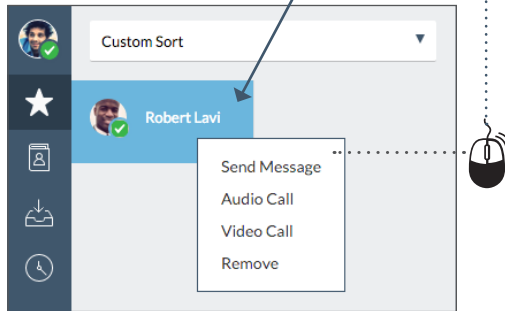 Custom Sort
Robert Lavi
Send Message
Audio Call
Video Call
Remove